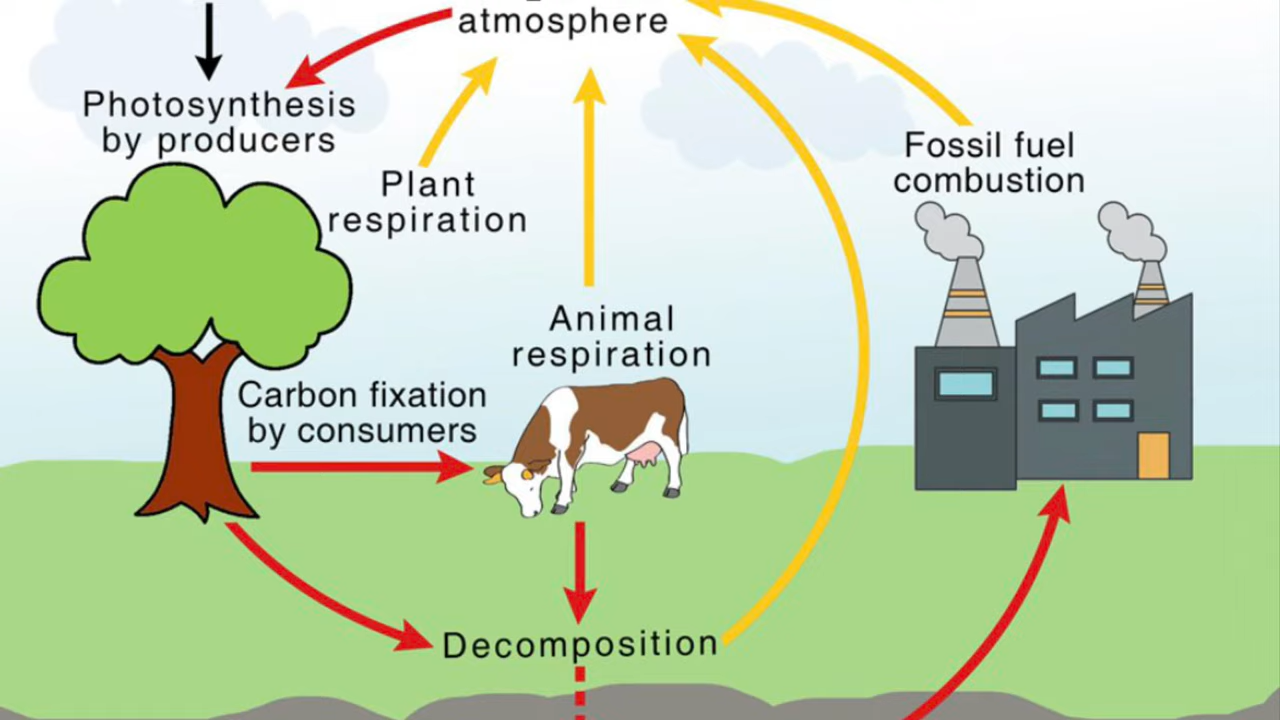 atmosphere
Photosynthesis
by producers
Plant
respiration
Fossil fuel
combustion
Animal
respiration
Carbon fixation
by consumers
Decomposition